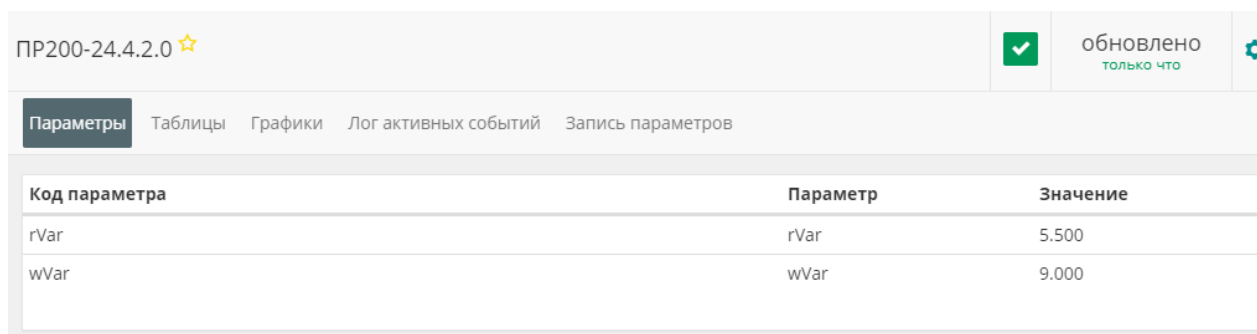 ПР200-24.4.2.0
обновлено
только что
Параметры Таблицы Графики Лог активных событий Запись параметров
Код параметра Параметр Значение
rVar rVar 5.500
wVar wVar 9.000